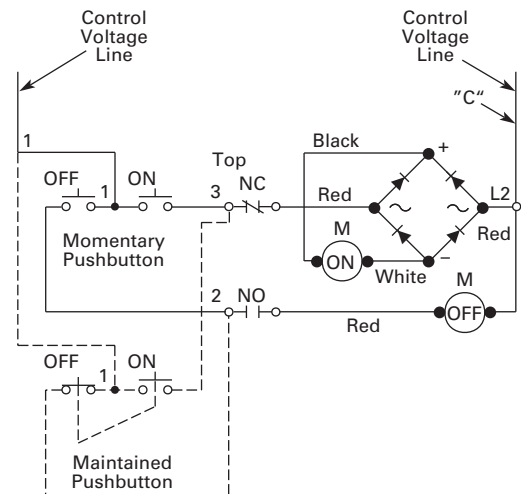 Control
Voltage
Line
Control
Voltage
Line
"C"
1
Black
+
Top
OFF 1 ON
3 NC
Red
L2
M
Red
Momentary
Pushbutton
ON
White
–
M
2 NO
OFF
Red
OFF 1 ON
Maintained
Pushbutton